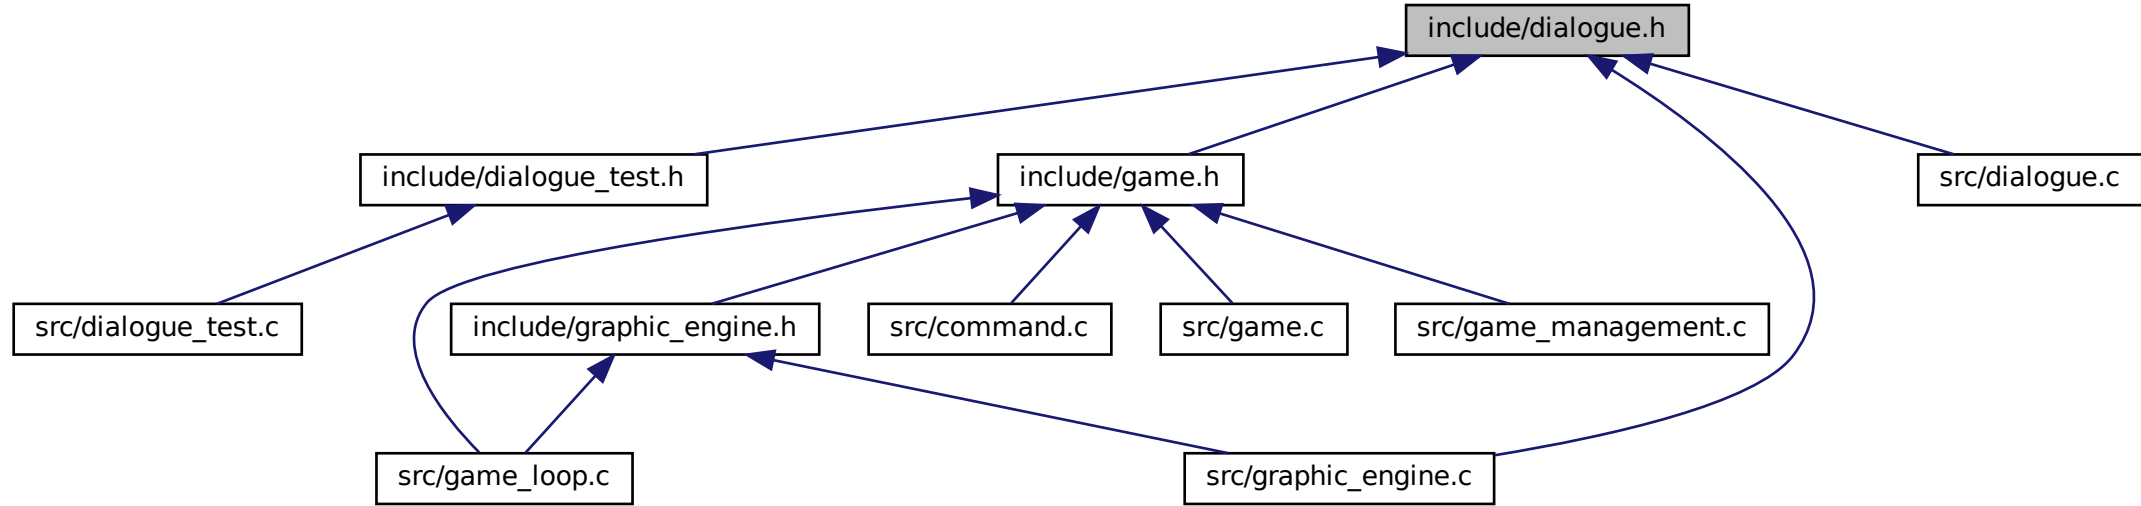 include/dialogue.h
include/dialogue_test.h
include/game.h
src/dialogue.c
src/dialogue_test.c
include/graphic_engine.h
src/command.c
src/game.c
src/game_management.c
src/game_loop.c
src/graphic_engine.c